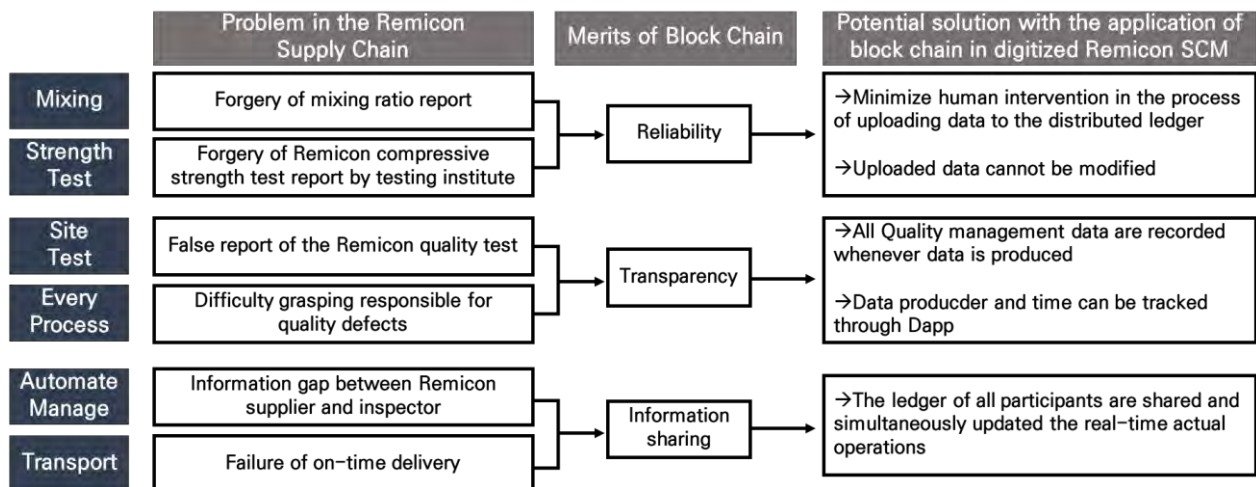 Problem in the Remicon
Supply Chain
Merits of Block Chain
Potential solution with the application of
block chain in digitized Remicon SCM
Mixing
Forgery of mixing ratio report
Strength
Test
Forgery of Remicon compressive
strength test report by testing institute
Reliability
→Minimize human intervention in the process
of uploading data to the distributed ledger
→Uploaded data cannot be modified
Site
Test
False report of the Remicon quality test
Every
Process
Difficulty grasping responsible for
quality defects
Transparency
→All Quality management data are recorded
whenever data is produced
→Data producder and time can be tracked
through Dapp
Automate
Manage
Information gap between Remicon
supplier and inspector
Transport
Failure of on-time delivery
Information
sharing
→The ledger of all participants are shared and
simultaneously updated the real-time actual
operations